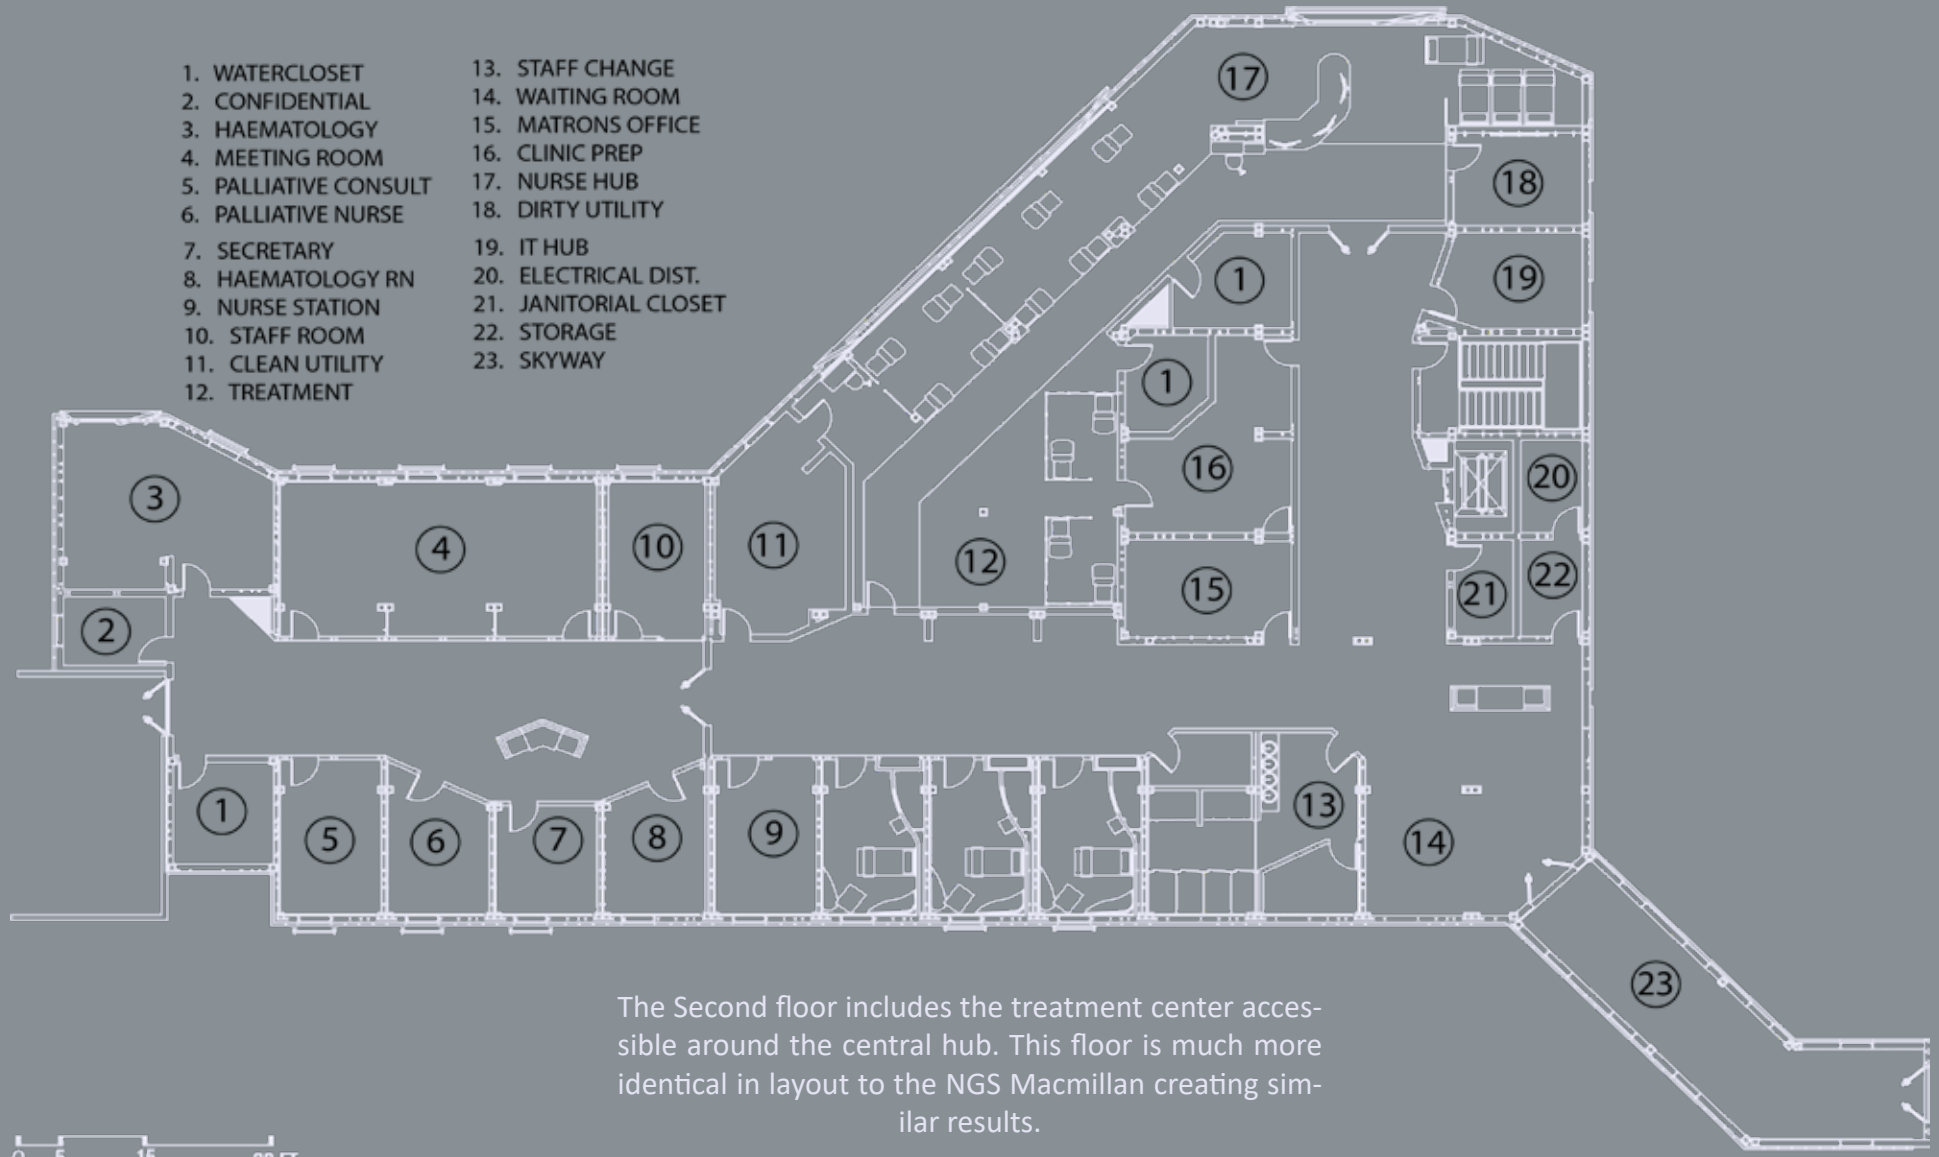 1. WATERCLOSET
2. CONFIDENTIAL
3. HAEMATOLOGY
4. MEETING ROOM
5. PALLIATIVE CONSULT
6. PALLIATIVE NURSE
7. SECRETARY
8. HAEMATOLOGY RN
9. NURSE STATION
10. STAFF ROOM
11. CLEAN UTILITY
12. TREATMENT
13. STAFF CHANGE
14. WAITING ROOM
15. MATRONS OFFICE
16. CLINIC PREP
17. NURSE HUB
18. DIRTY UTILITY
19. IT HUB
20. ELECTRICAL DIST.
21. JANITORIAL CLOSET
22. STORAGE
23. SKYWAY
17
18
1
19
1
16
20
3
4
10
11
12
15
21
22
2
1
5
6
7
8
9
13
14
23
The Second floor includes the treatment center acces-
sible around the central hub. This floor is much more
identical in layout to the NGS Macmillan creating sim-
ilar results.
0 5 15